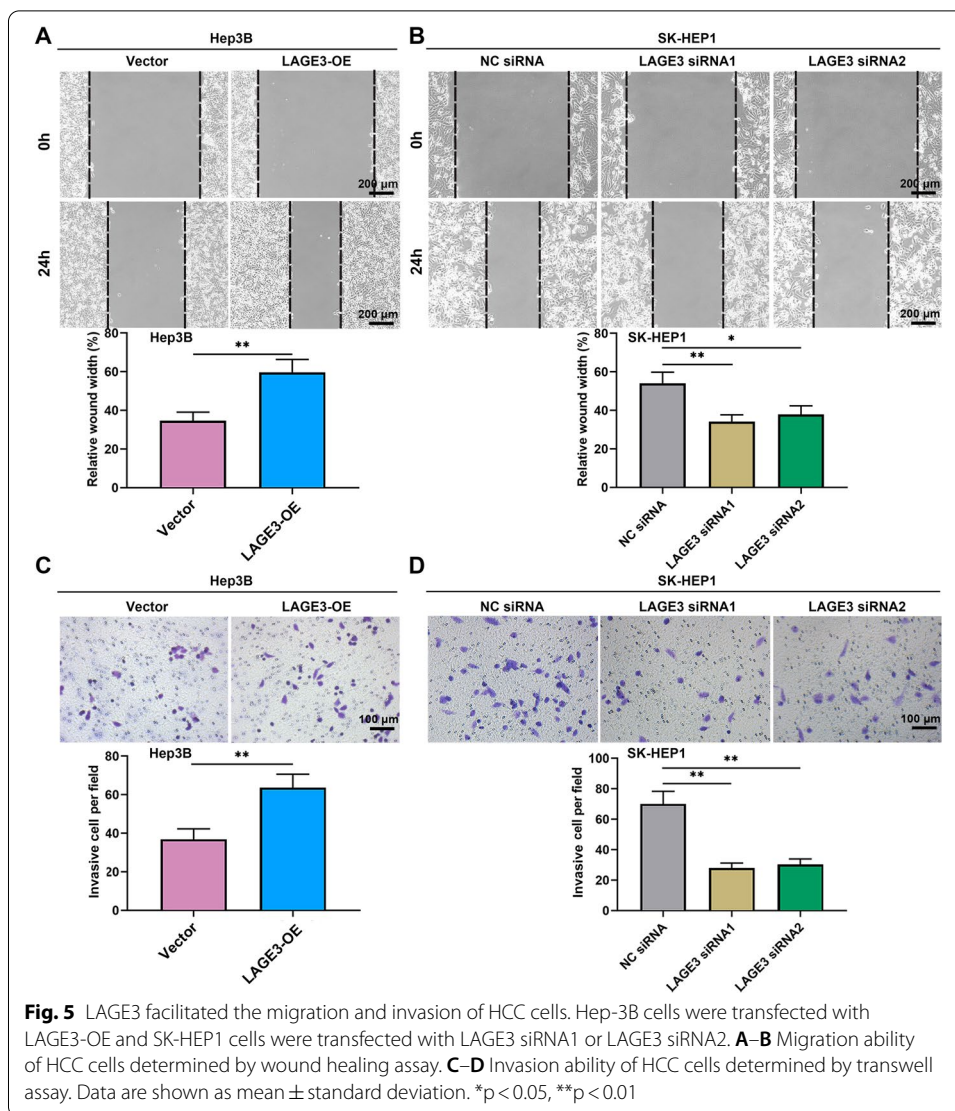 A
B
Hep3B
SK-HEP1
Vector
LAGE3-OE
NC siRNA
LAGE3 siRNA1
LAGE3 siRNA2
0h
200 μm
0h
200 μm
24h
200 μm
24h
200 μm
Relative wound width (%)
80
60
40
20
0
Hep3B
**
Vector
LAGE3-OE
Relative wound width (%)
80
60
40
20
0
SK-HEP1
*
**
NC siRNA
LAGE3 siRNA1
LAGE3 siRNA2
C
D
Hep3B
SK-HEP1
Vector
LAGE3-OE
NC siRNA
LAGE3 siRNA1
LAGE3 siRNA2
100 μm
100 μm
Invasive cell per field
80
60
40
20
0
Hep3B
**
Vector
LAGE3-OE
Invasive cell per field
100
80
60
40
20
0
SK-HEP1
**
**
NC siRNA
LAGE3 siRNA1
LAGE3 siRNA2
Fig. 5 LAGE3 facilitated the migration and invasion of HCC cells. Hep-3B cells were transfected with
LAGE3-OE and SK-HEP1 cells were transfected with LAGE3 siRNA1 or LAGE3 siRNA2. A–B Migration ability
of HCC cells determined by wound healing assay. C–D Invasion ability of HCC cells determined by transwell
assay. Data are shown as mean ± standard deviation. *p < 0.05, **p < 0.01